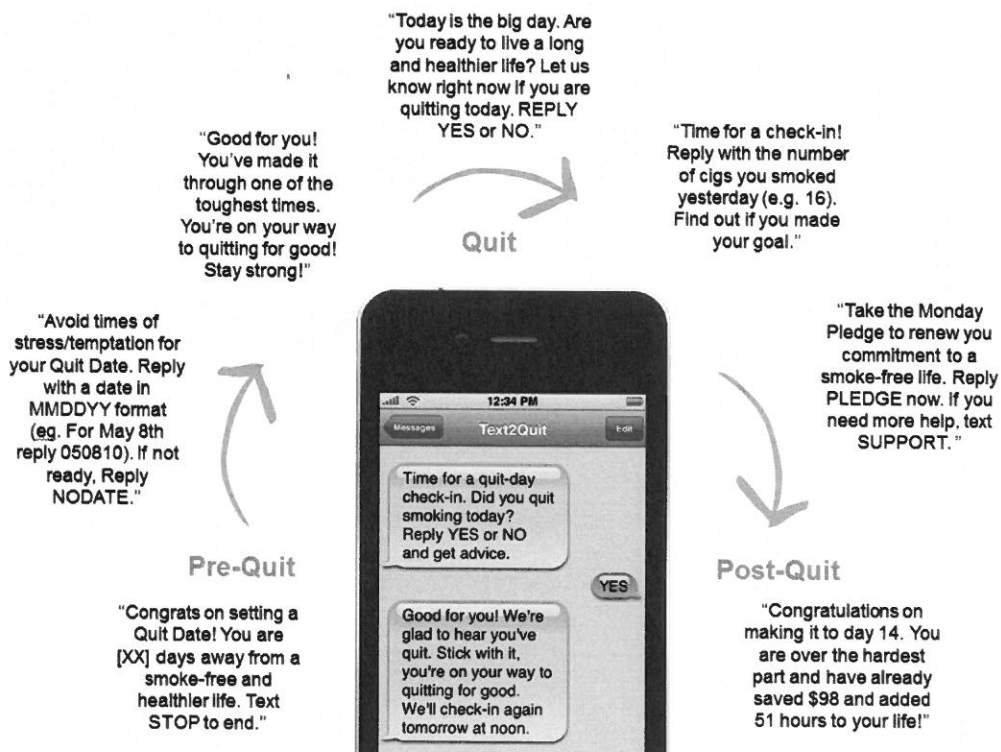 “Today is the big day. Are
you ready to live a long
and healthier life? Let us
know right now if you are
quitting today. REPLY
YES or NO.”
“Good for you!
You’ve made it
through one of the
toughest times.
You’re on your way
to quitting for good!
Stay strong!”
“Time for a check-in!
Reply with the number
of cigs you smoked
yesterday (e.g. 16).
Find out if you made
your goal.”
Quit
“Avoid times of
stress/temptation for
your Quit Date. Reply
with a date in
MMDDYY format
(eg. For May 8th
reply 050810). If not
ready, Reply
NODATE.”
“Take the Monday
Pledge to renew you
commitment to a
smoke-free life. Reply
PLEDGE now. If you
need more help, text
SUPPORT. ”
12:34 PM
Messages
Text2Quit
Edit
Time for a quit-day
check-in. Did you quit
smoking today?
Reply YES or NO
and get advice.
YES
Good for you! We're
glad to hear you've
quit. Stick with it,
you're on your way to
quitting for good.
We'll check-in again
tomorrow at noon.
Pre-Quit
“Congrats on setting a
Quit Date! You are
[XX] days away from a
smoke-free and
healthier life. Text
STOP to end.”
Post-Quit
“Congratulations on
making it to day 14. You
are over the hardest
part and have already
saved $98 and added
51 hours to your life!”